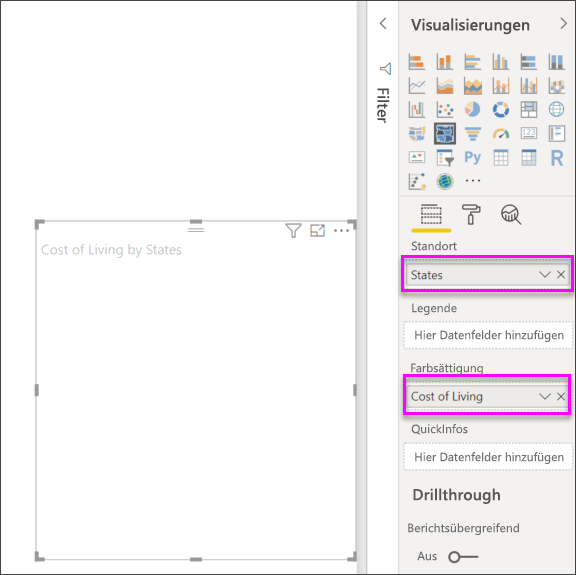 Visualisierungen
Filter
123
Py
R
Cost of Living by States
Standort
States
Legende
Hier Datenfelder hinzufügen
Farbsättigung
Cost of Living
QuickInfos
Hier Datenfelder hinzufügen
Drillthrough
Berichtsübergreifend
Aus